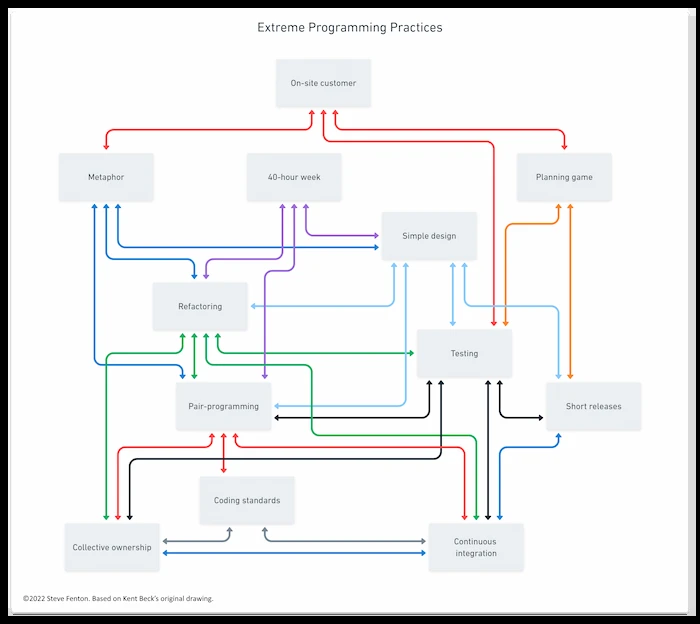 Extreme Programming Practices
On-site customer
Metaphor
40-hour week
Planning game
Simple design
Refactoring
Testing
Pair-programming
Short releases
Coding standards
Collective ownership
Continuous
integration
©2022 Steve Fenton. Based on Kent Beck's original drawing.